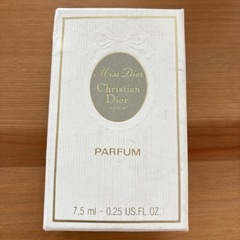 Miss Dior
Christian
Dior
PARIS
PARFUM
7,5 ml - 0.25 US.FL.OZ.